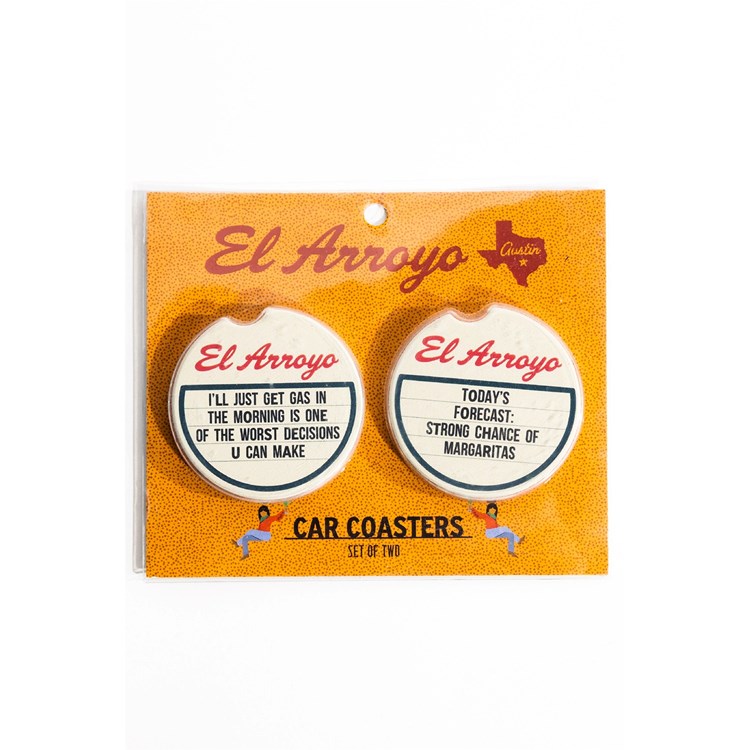 El Arroyo
Austin
El Arroyo
I'LL JUST GET GAS IN
THE MORNING IS ONE
OF THE WORST DECISIONS
U CAN MAKE
El Arroyo
TODAY'S
FORECAST:
STRONG CHANCE OF
MARGARITAS
CAR COASTERS
SET OF TWO